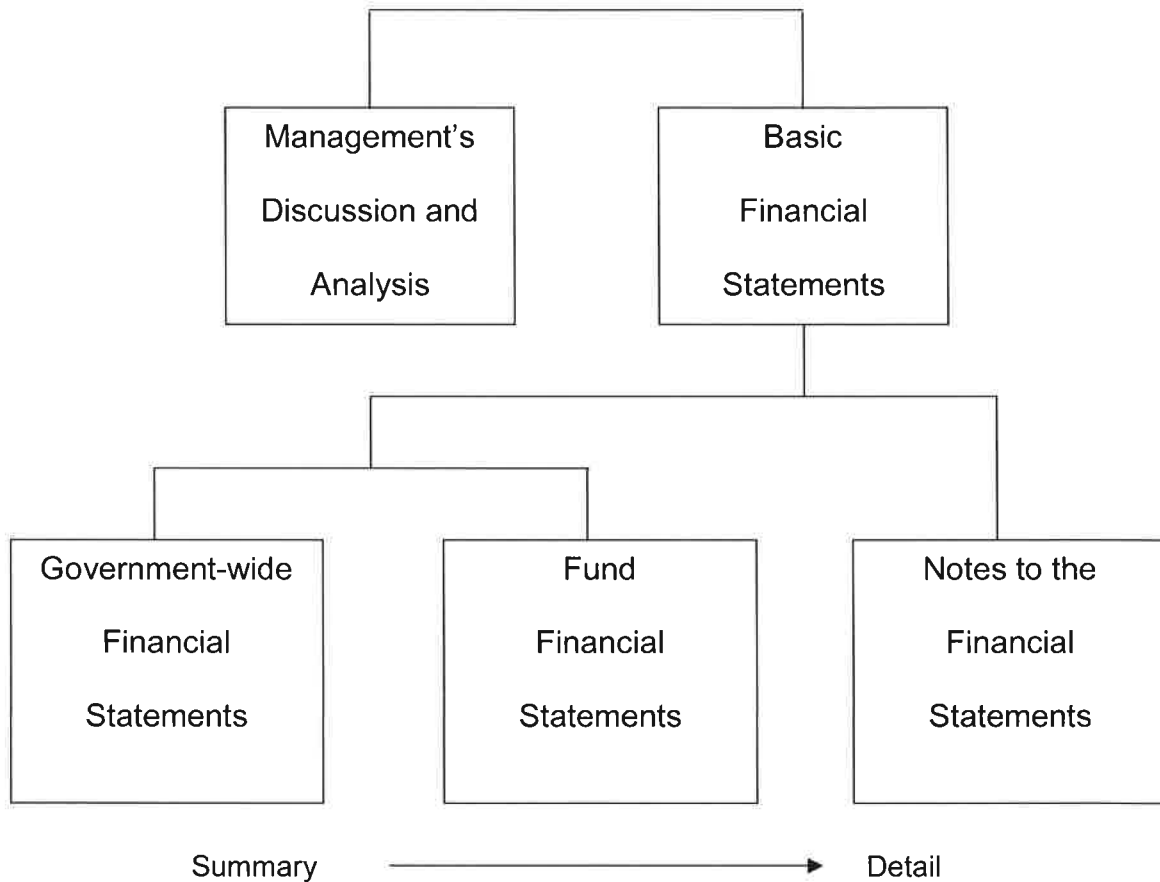 Management’s
Discussion and
Analysis
Basic
Financial
Statements
Government-wide
Financial
Statements
Fund
Financial
Statements
Notes to the
Financial
Statements
Summary
Detail